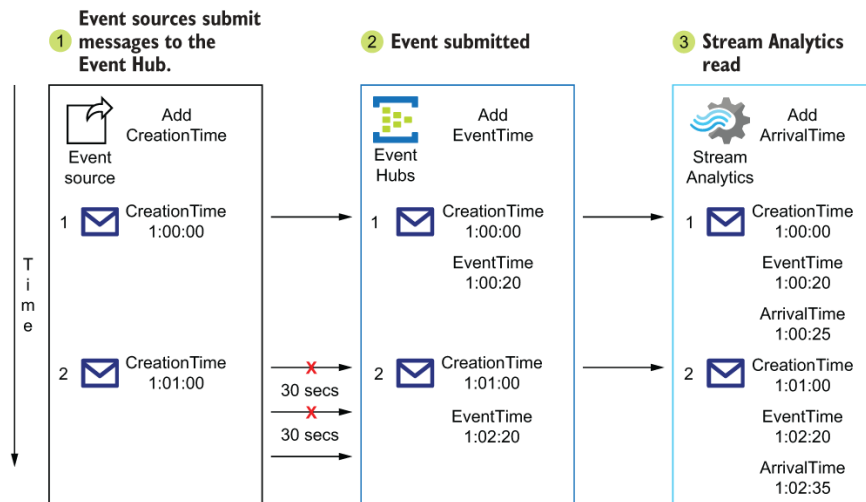 1 Event sources submit
messages to the
Event Hub.
2 Event submitted
3 Stream Analytics
read
Time
Add
CreationTime
Event
source
1 CreationTime
1:00:00
2 CreationTime
1:01:00
X
30 secs
X
30 secs
Add
EventTime
Event
Hubs
1 CreationTime
1:00:00
EventTime
1:00:20
2 CreationTime
1:01:00
EventTime
1:02:20
Add
ArrivalTime
Stream
Analytics
1 CreationTime
1:00:00
EventTime
1:00:20
ArrivalTime
1:00:25
2 CreationTime
1:01:00
EventTime
1:02:20
ArrivalTime
1:02:35